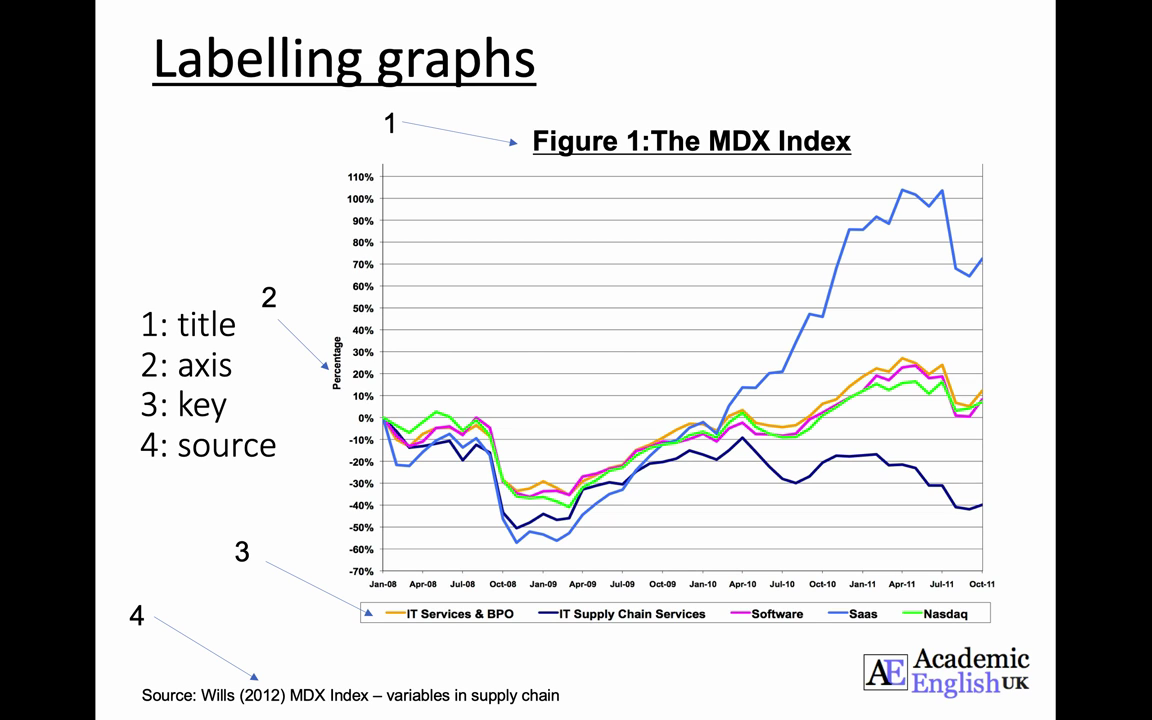 Labelling graphs
1
Figure 1:The MDX Index
110%
100%
90%
80%
70%
60%
50%
40%
30%
20%
10%
0%
-10%
-20%
-30%
-40%
-50%
-60%
-70%
Percentage
2
1: title
2: axis
3: key
4: source
Jan-08 Apr-08 Jul-08 Oct-08 Jan-09 Apr-09 Jul-09 Oct-09 Jan-10 Apr-10 Jul-10 Oct-10 Jan-11 Apr-11 Jul-11 Oct-11
3
IT Services & BPO IT Supply Chain Services Software Saas Nasdaq
4
Source: Wills (2012) MDX Index – variables in supply chain
AE
Academic
English UK